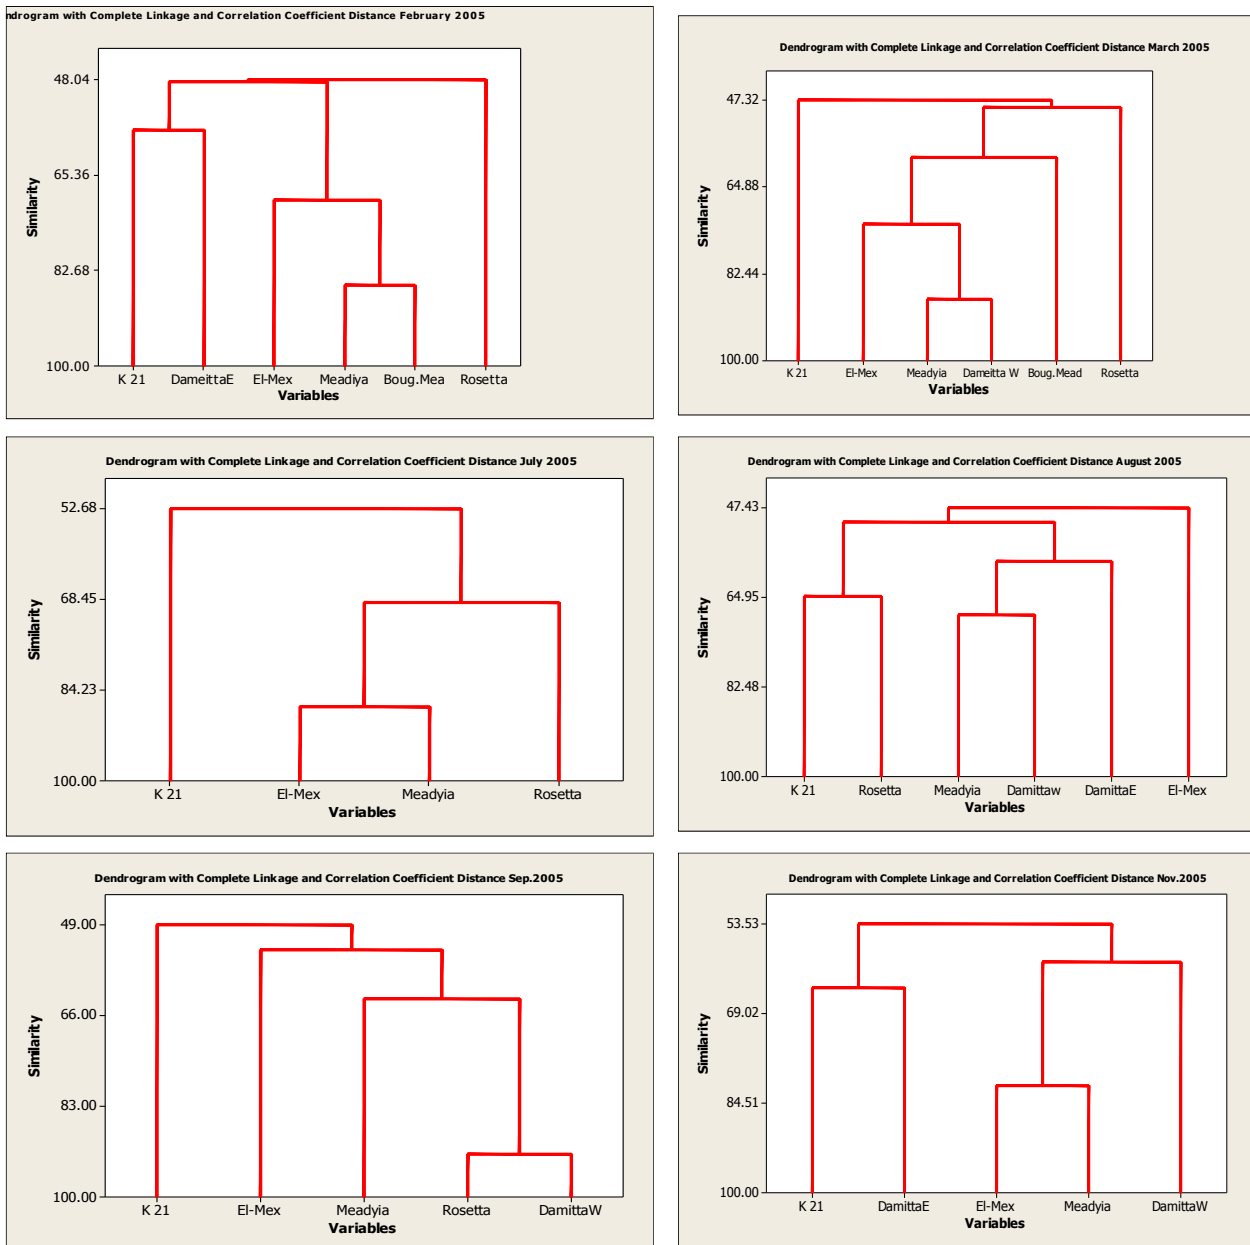 ndrogram with Complete Linkage and Correlation Coefficient Distance February 2005
48.04
65.36
82.68
100.00
Similarity
K 21 DameittaE El-Mex Meadiya Boug.Mea Rosetta
Variables
Dendrogram with Complete Linkage and Correlation Coefficient Distance March 2005
47.32
64.88
82.44
100.00
Similarity
K 21 El-Mex Meadyia Dameitta W Boug.Mead Rosetta
Variables
Dendrogram with Complete Linkage and Correlation Coefficient Distance July 2005
52.68
68.45
84.23
100.00
Similarity
K 21 El-Mex Meadyia Rosetta
Variables
Dendrogram with Complete Linkage and Correlation Coefficient Distance August 2005
47.43
64.95
82.48
100.00
Similarity
K 21 Rosetta Meadyia Damittaw DamittaE El-Mex
Variables
Dendrogram with Complete Linkage and Correlation Coefficient Distance Sep.2005
49.00
66.00
83.00
100.00
Similarity
K 21 El-Mex Meadyia Rosetta DamittaW
Variables
Dendrogram with Complete Linkage and Correlation Coefficient Distance Nov.2005
53.53
69.02
84.51
100.00
Similarity
K 21 DamittaE El-Mex Meadyia DamittaW
Variables